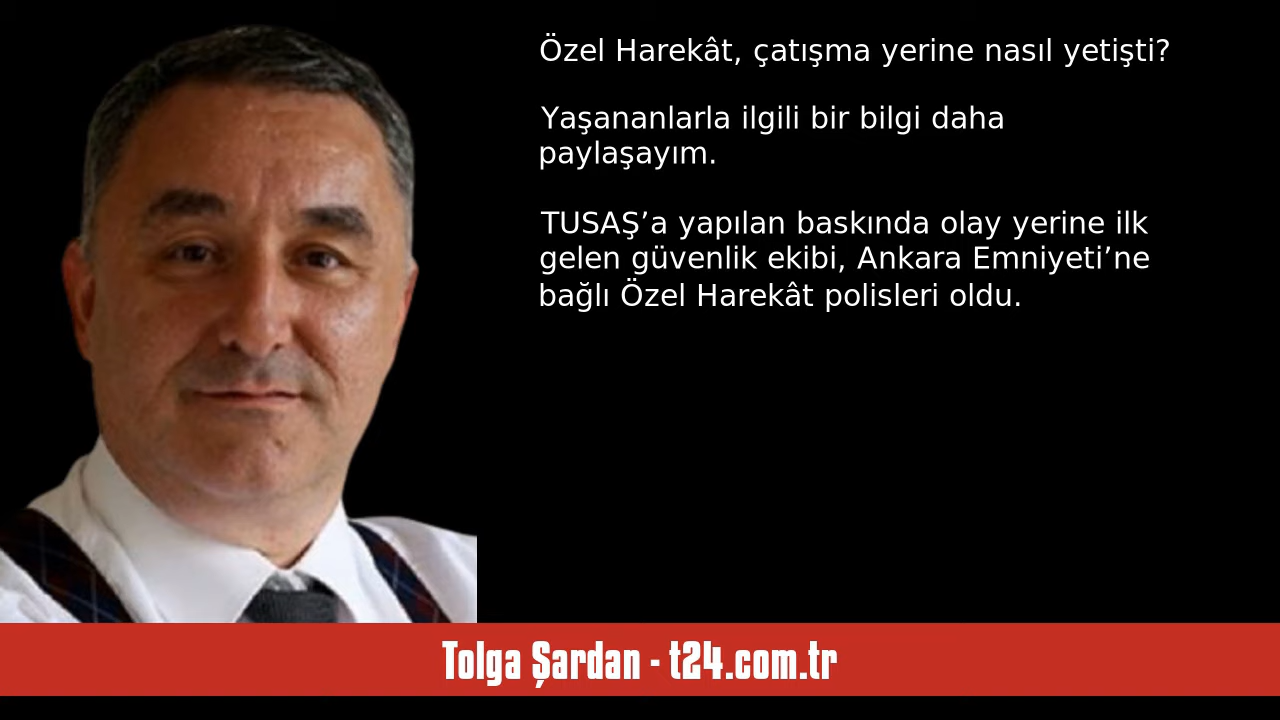 Özel Harekât, çatışma yerine nasıl yetişti?
Yaşananlarla ilgili bir bilgi daha
paylaşayım.
TUSAŞ’a yapılan baskında olay yerine ilk
gelen güvenlik ekibi, Ankara Emniyeti’ne
bağlı Özel Harekât polisleri oldu.
Tolga Şardan - t24.com.tr